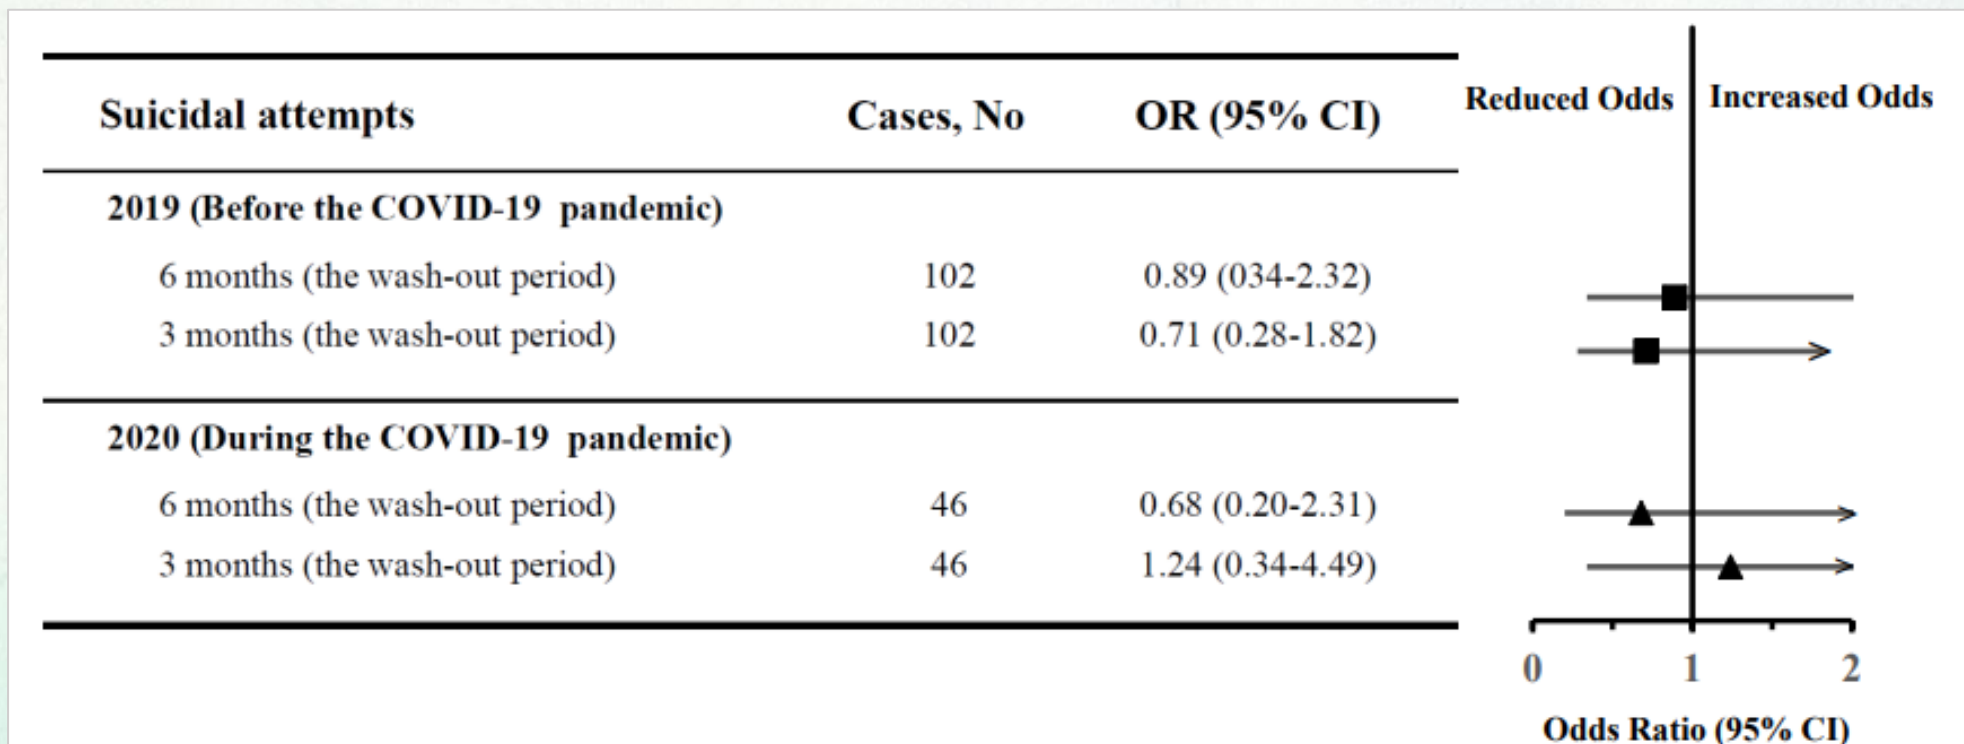 Reduced Odds Increased Odds
Suicidal attempts Cases, No OR (95% CI)
2019 (Before the COVID-19 pandemic)
6 months (the wash-out period) 102 0.89 (034-2.32)
3 months (the wash-out period) 102 0.71 (0.28-1.82)
2020 (During the COVID-19 pandemic)
6 months (the wash-out period) 46 0.68 (0.20-2.31)
3 months (the wash-out period) 46 1.24 (0.34-4.49)
0 1 2
Odds Ratio (95% CI)